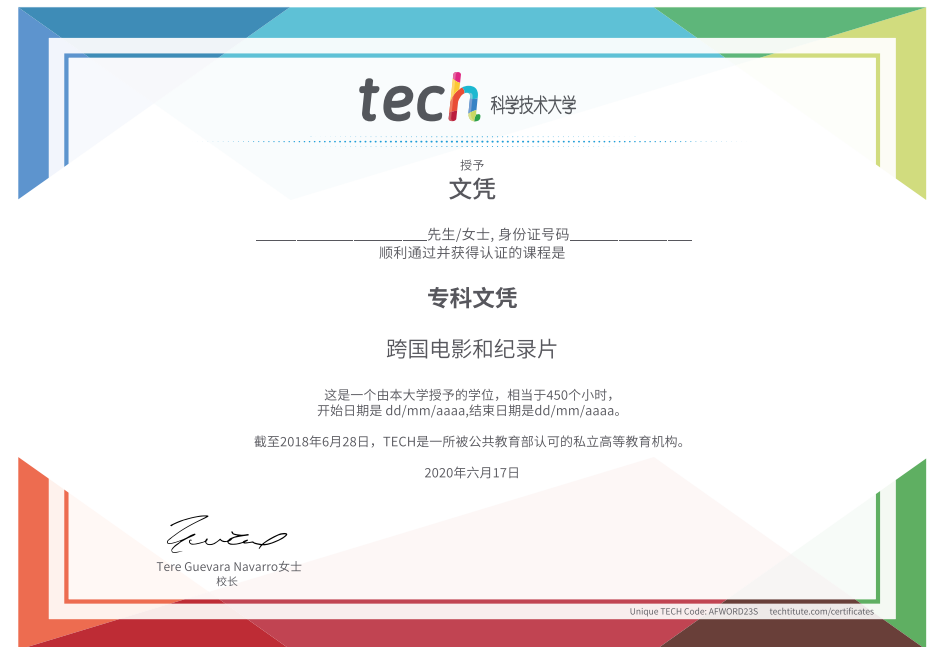 tech 科学技术大学
授予
文凭
______________________先生/女士, 身份证号码________________
顺利通过并获得认证的课程是
专科文凭
跨国电影和纪录片
这是一个由本大学授予的学位，相当于450个小时，
开始日期是 dd/mm/aaaa,结束日期是dd/mm/aaaa。
截至2018年6月28日，TECH是一所被公共教育部认可的私立高等教育机构。
2020年六月17日
Tere Guevara Navarro女士
校长
Unique TECH Code: AFWORD23S techtitute.com/certificates